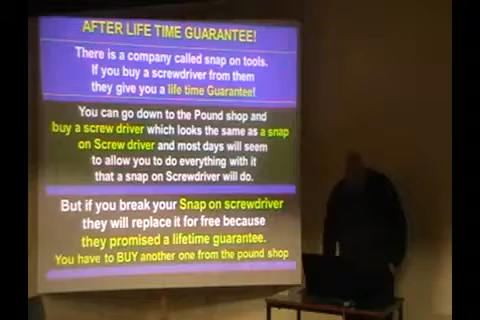 AFTER LIFE TIME GUARANTEE!
There is a company called snap on tools.
If you buy a screwdriver from them
they give you a life time Guarantee!
You can go down to the Pound shop and
buy a screw driver which looks the same as a snap
on Screw driver and most days will seem
to allow you to do everything with it
that a snap on Screwdriver will do.
But if you break your Snap on screwdriver
they will replace it for free because
they promised a lifetime guarantee.
You have to BUY another one from the pound shop